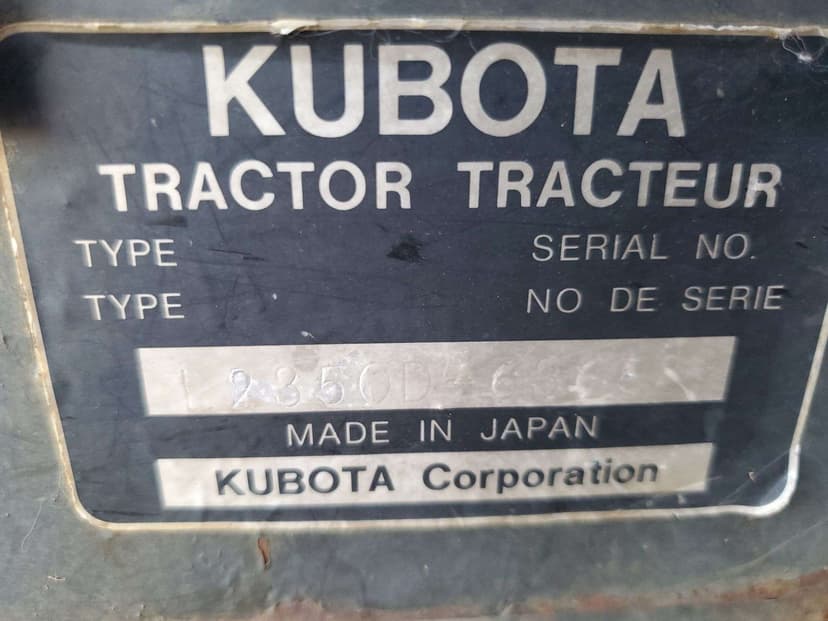 KUBOTA
TRACTOR TRACTEUR
TYPE SERIAL NO.
TYPE NO DE SERIE
MADE IN JAPAN
KUBOTA Corporation